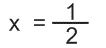 x = 1/2